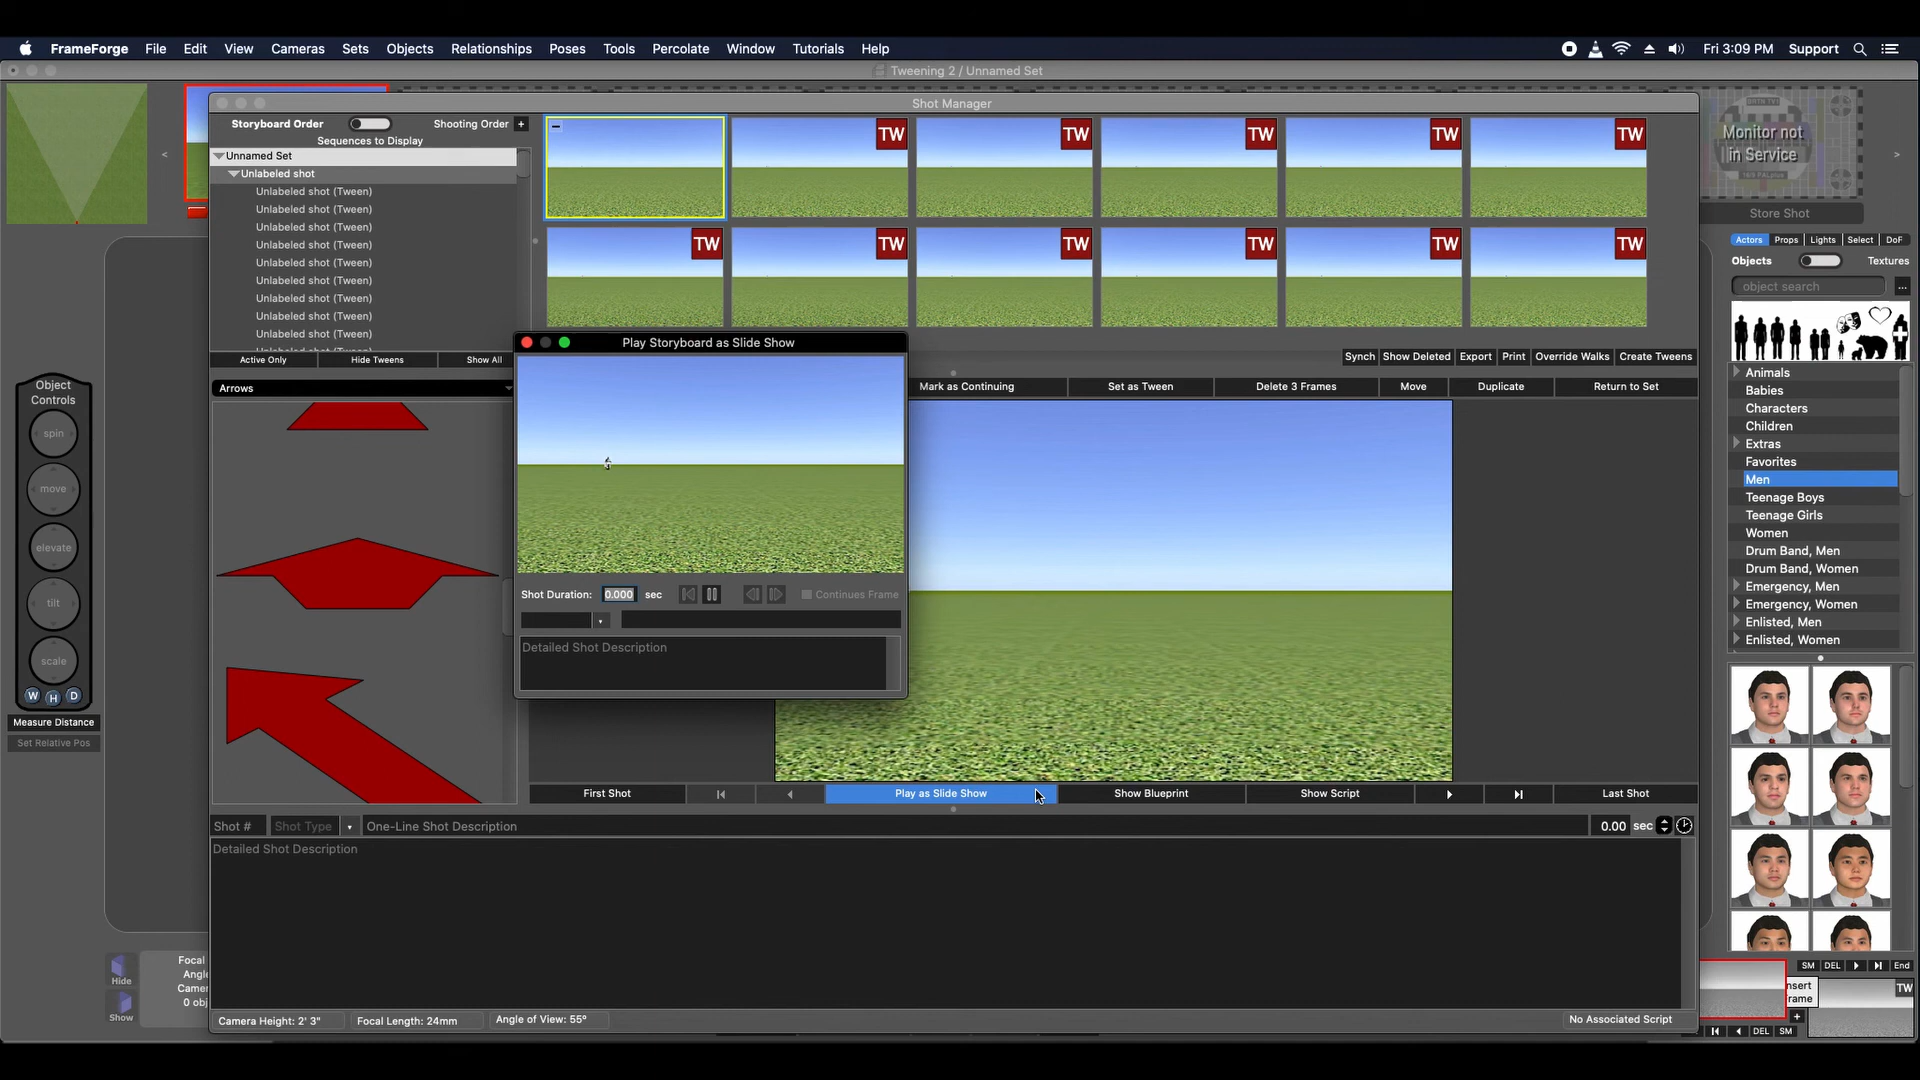 FrameForge File Edit View Cameras Sets Objects Relationships Poses Tools Percolate Window Tutorials Help Fri 3:09 PM Support
Tweening 2 / Unnamed Set
Shot Manager
Storyboard Order Shooting Order +
Sequences to Display
Unnamed Set
Unlabeled shot
Unlabeled shot (Tween)
Unlabeled shot (Tween)
Unlabeled shot (Tween)
Unlabeled shot (Tween)
Unlabeled shot (Tween)
Unlabeled shot (Tween)
Unlabeled shot (Tween)
Unlabeled shot (Tween)
Unlabeled shot (Tween)
Active Only Hide Tweens Show All
TW TW TW TW TW
TW TW TW TW TW TW
Monitor not
in Service
Store Shot
Actors Props Lights Select DoF
Objects Textures
object search ...
Animals
Babies
Characters
Children
Extras
Favorites
Men
Teenage Boys
Teenage Girls
Women
Drum Band, Men
Drum Band, Women
Emergency, Men
Emergency, Women
Enlisted, Men
Enlisted, Women
Synch Show Deleted Export Print Override Walks Create Tweens
Mark as Continuing Set as Tween Delete 3 Frames Move Duplicate Return to Set
Arrows
Play Storyboard as Slide Show
Shot Duration: 0.000 sec Continues Frame
Detailed Shot Description
Object
Controls
spin
move
elevate
tilt
scale
W H D
Measure Distance
Set Relative Pos
First Shot Play as Slide Show Show Blueprint Show Script Last Shot
Shot # Shot Type One-Line Shot Description 0.00 sec
Detailed Shot Description
Hide
Show
Focal
Angle
Came
0 obj
Camera Height: 2' 3" Focal Length: 24mm Angle of View: 55° No Associated Script
SM DEL End
nsert
rame
TW
+
DEL SM